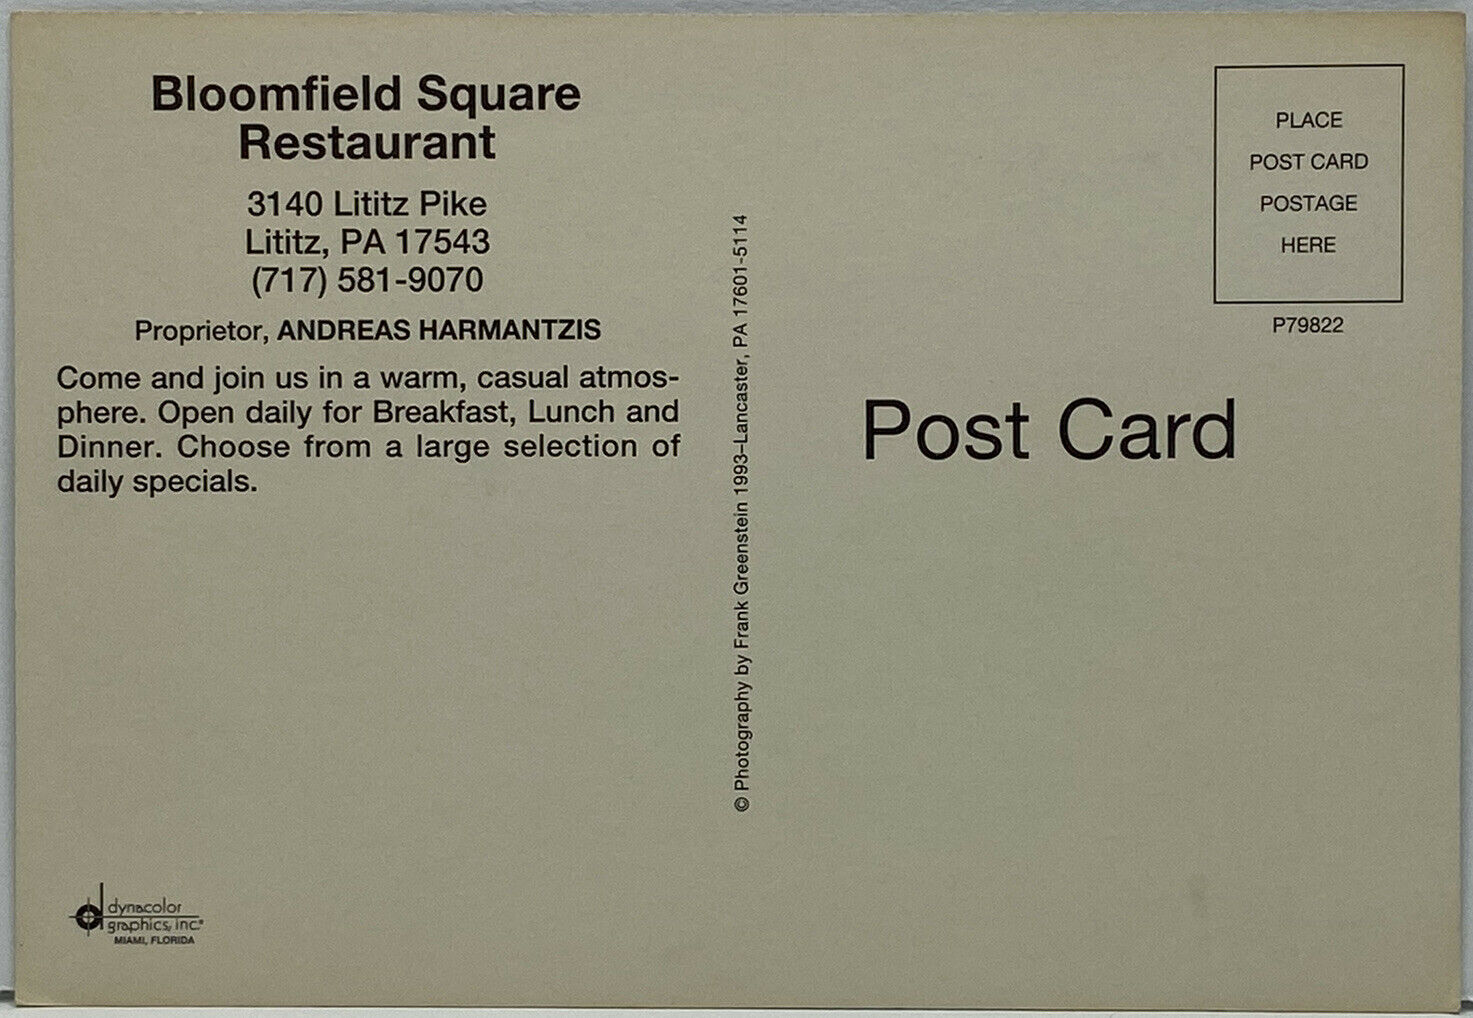 Bloomfield Square
Restaurant
3140 Lititz Pike
Lititz, PA 17543
(717) 581-9070
Proprietor, ANDREAS HARMANTZIS
Come and join us in a warm, casual atmos-
phere. Open daily for Breakfast, Lunch and
Dinner. Choose from a large selection of
daily specials.
dynacolor
graphics, inc.®
MIAMI, FLORIDA
© Photography by Frank Greenstein 1993–Lancaster, PA 17601-5114
PLACE
POST CARD
POSTAGE
HERE
P79822
Post Card